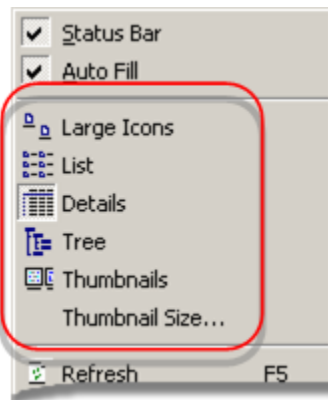 Status Bar
Auto Fill
Large Icons
List
Details
Tree
Thumbnails
Thumbnail Size...
Refresh F5